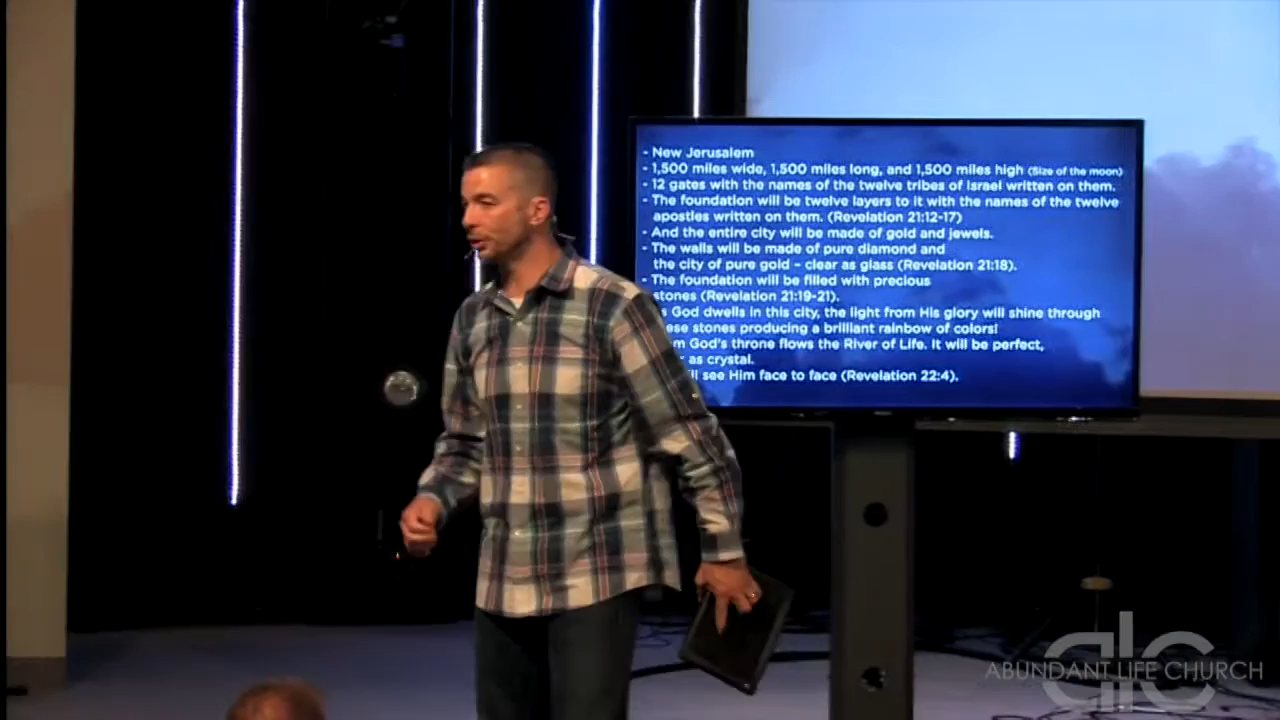 - New Jerusalem
- 1,500 miles wide, 1,500 miles long, and 1,500 miles high (Size of the moon)
- 12 gates with the names of the twelve tribes of Israel written on them.
- The foundation will be twelve layers to it with the names of the twelve
apostles written on them. (Revelation 21:12-17)
- And the entire city will be made of gold and jewels.
- The walls will be made of pure diamond and
the city of pure gold – clear as glass (Revelation 21:18).
- The foundation will be filled with precious
stones (Revelation 21:19-21).
s God dwells in this city, the light from His glory will shine through
ese stones producing a brilliant rainbow of colors!
m God's throne flows the River of Life. It will be perfect,
as crystal.
ll see Him face to face (Revelation 22:4).
alc
ABUNDANT LIFE CHURCH